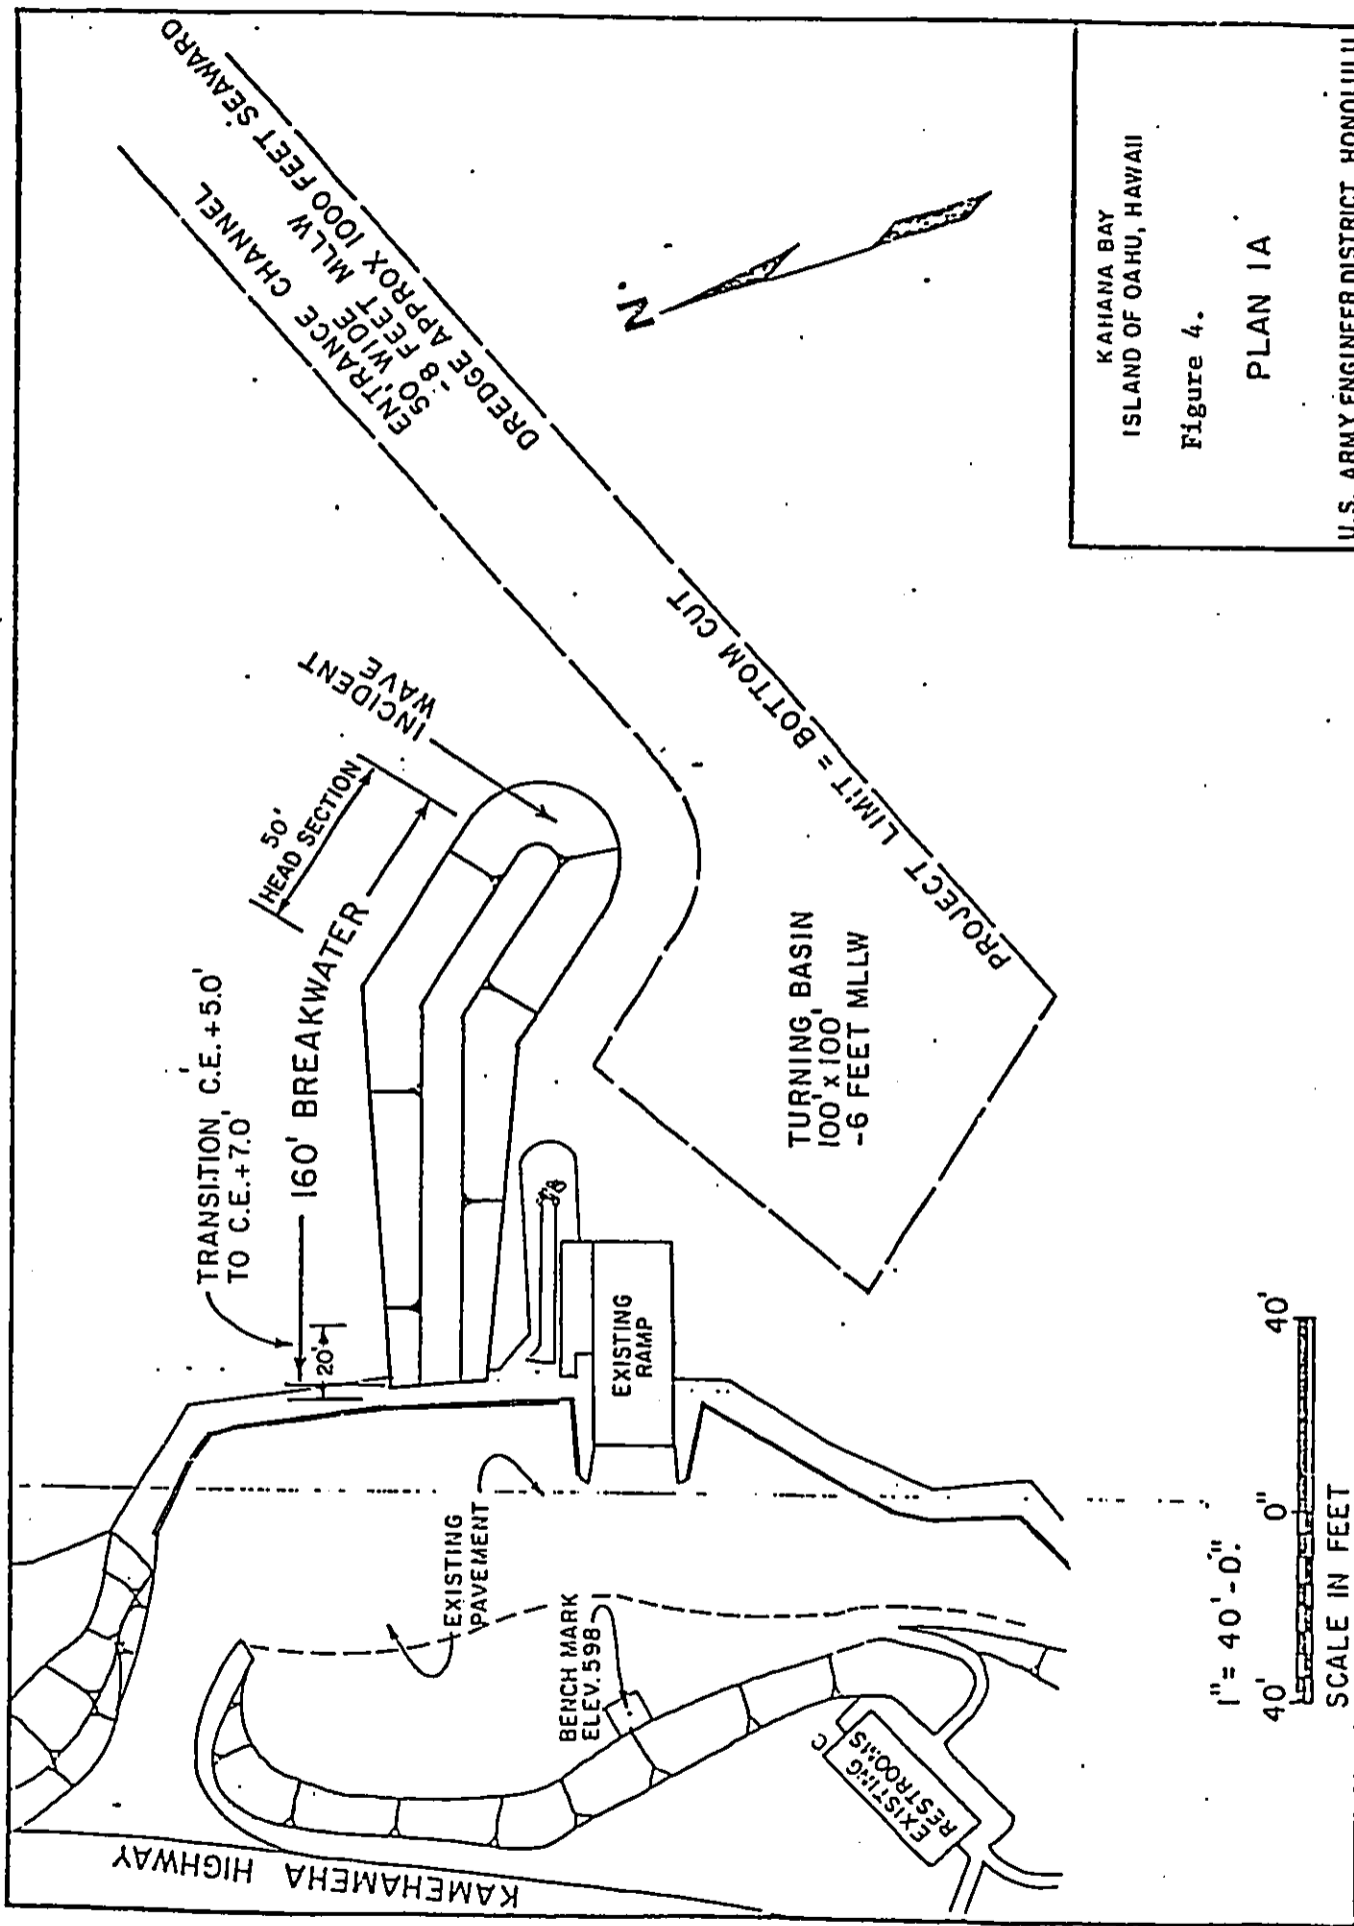 KAMEHAMEHA
HIGHWAY
EXISTING
PAVEMENT
BENCH MARK
ELEV. 598
C
EXISTING
RESTROOMS
TRANSITION, C.E. +5.0'
TO C.E. +7.0'
20'
160' BREAKWATER
50'
HEAD SECTION
INCIDENT
WAVE
EXISTING
RAMP
TURNING BASIN
100' x 100'
-6 FEET MLLW
ENTRANCE CHANNEL
50' WIDE
-8 FEET MLLW
DREDGE APPROX 1000 FEET SEAWARD
PROJECT LIMIT = BOTTOM CUT
N.
1" = 40'-0"
40' 0" 40'
SCALE IN FEET
KAHANA BAY
ISLAND OF OAHU, HAWAII
Figure 4.
PLAN 1A
U.S. ARMY ENGINEER DISTRICT, HONOLULU